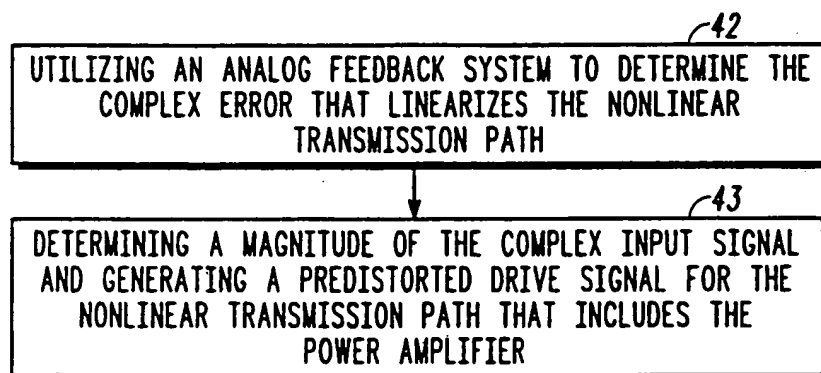 42
UTILIZING AN ANALOG FEEDBACK SYSTEM TO DETERMINE THE
COMPLEX ERROR THAT LINEARIZES THE NONLINEAR
TRANSMISSION PATH
43
DETERMINING A MAGNITUDE OF THE COMPLEX INPUT SIGNAL
AND GENERATING A PREDISTORTED DRIVE SIGNAL FOR THE
NONLINEAR TRANSMISSION PATH THAT INCLUDES THE
POWER AMPLIFIER